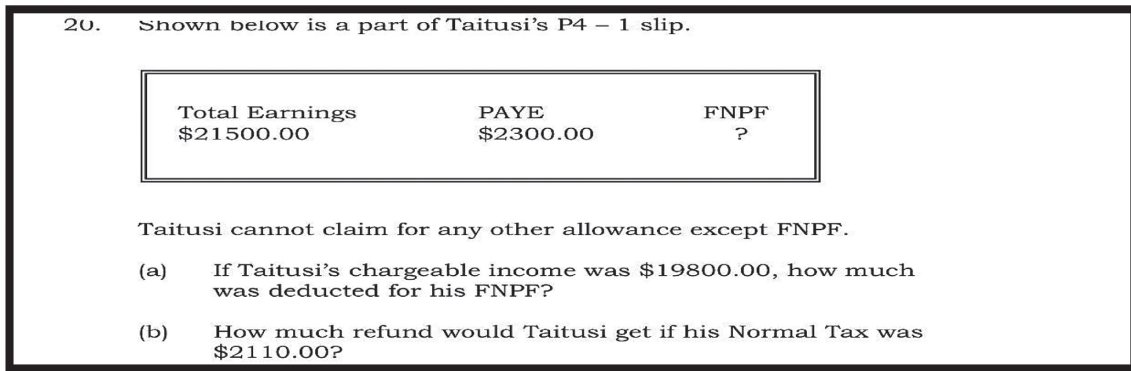 20. Shown below is a part of Taitusi's P4 – 1 slip.
Total Earnings PAYE FNPF
$21500.00 $2300.00 ?
Taitusi cannot claim for any other allowance except FNPF.
(a) If Taitusi's chargeable income was $19800.00, how much
was deducted for his FNPF?
(b) How much refund would Taitusi get if his Normal Tax was
$2110.00?